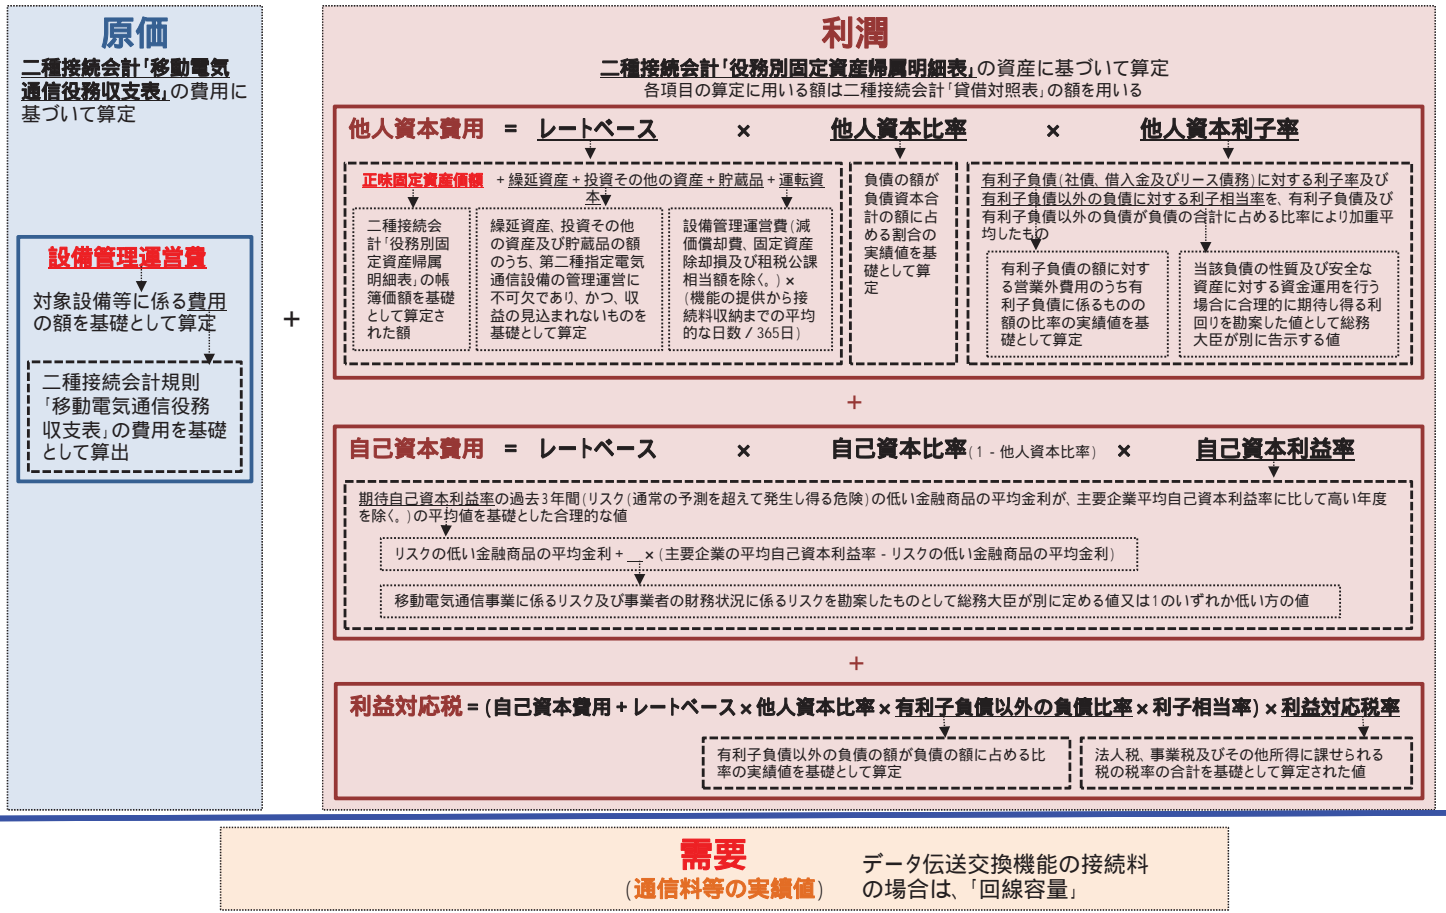 原価
二種接続会計「移動電気
通信役務収支表」の費用に
基づいて算定
設備管理運営費
対象設備等に係る費用
の額を基礎として算定
二種接続会計規則
「移動電気通信役務
収支表」の費用を基礎
として算出
+
利潤
二種接続会計「役務別固定資産帰属明細表」の資産に基づいて算定
各項目の算定に用いる額は二種接続会計「貸借対照表」の額を用いる
他人資本費用 = レートベース × 他人資本比率 × 他人資本利子率
正味固定資産価額 + 繰延資産 + 投資その他の資産 + 貯蔵品 + 運転資
本
二種接続会
計「役務別固
定資産帰属
明細表」の帳
簿価額を基礎
として算定さ
れた額
繰延資産、投資その他
の資産及び貯蔵品の額
のうち、第二種指定電気
通信設備の管理運営に
不可欠であり、かつ、収
益の見込まれないものを
基礎として算定
設備管理運営費(減
価償却費、固定資産
除却損及び租税公課
相当額を除く。)×
(機能の提供から接
続料収納までの平均
的な日数 / 365日)
負債の額が
負債資本合
計の額に占
める割合の
実績値を基
礎として算
定
有利子負債(社債、借入金及びリース債務)に対する利子率及び
有利子負債以外の負債に対する利子相当率を、有利子負債及び
有利子負債以外の負債が負債の合計に占める比率により加重平
均したもの
有利子負債の額に対す
る営業外費用のうち有
利子負債に係るものの
額の比率の実績値を基
礎として算定
当該負債の性質及び安全な
資産に対する資金運用を行う
場合に合理的に期待し得る利
回りを勘案した値として総務
大臣が別に告示する値
+
自己資本費用 = レートベース × 自己資本比率(1 - 他人資本比率) × 自己資本利益率
期待自己資本利益率の過去3年間(リスク(通常の予測を超えて発生し得る危険)の低い金融商品の平均金利が、主要企業平均自己資本利益率に比して高い年度
を除く。)の平均値を基礎とした合理的な値
リスクの低い金融商品の平均金利 + × (主要企業の平均自己資本利益率 - リスクの低い金融商品の平均金利)
移動電気通信事業に係るリスク及び事業者の財務状況に係るリスクを勘案したものとして総務大臣が別に定める値又は1のいずれか低い方の値
+
利益対応税 = (自己資本費用 + レートベース × 他人資本比率 × 有利子負債以外の負債比率 × 利子相当率) × 利益対応税率
有利子負債以外の負債の額が負債の額に占める比
率の実績値を基礎として算定
法人税、事業税及びその他所得に課せられる
税の税率の合計を基礎として算定された値
需要
(通信料等の実績値)
データ伝送交換機能の接続料
の場合は、「回線容量」